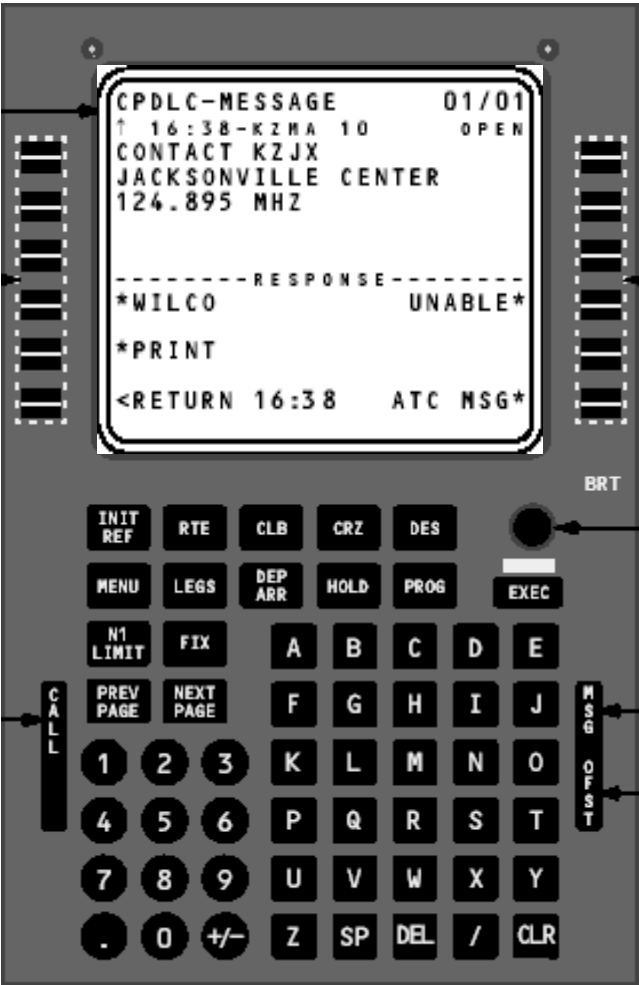 CPDLC-MESSAGE 01/01
↑ 16:38-KZMA 10 OPEN
CONTACT KZJX
JACKSONVILLE CENTER
124.895 MHZ
--------RESPONSE--------
*WILCO UNABLE*
*PRINT
<RETURN 16:38 ATC MSG*
BRT
INIT REF RTE CLB CRZ DES
MENU LEGS DEP ARR HOLD PROG EXEC
N1 LIMIT FIX
PREV PAGE NEXT PAGE
CALL
A B C D E
F G H I J
K L M N O
P Q R S T
U V W X Y
Z SP DEL / CLR
1 2 3
4 5 6
7 8 9
. 0 +/-
MSG OFST